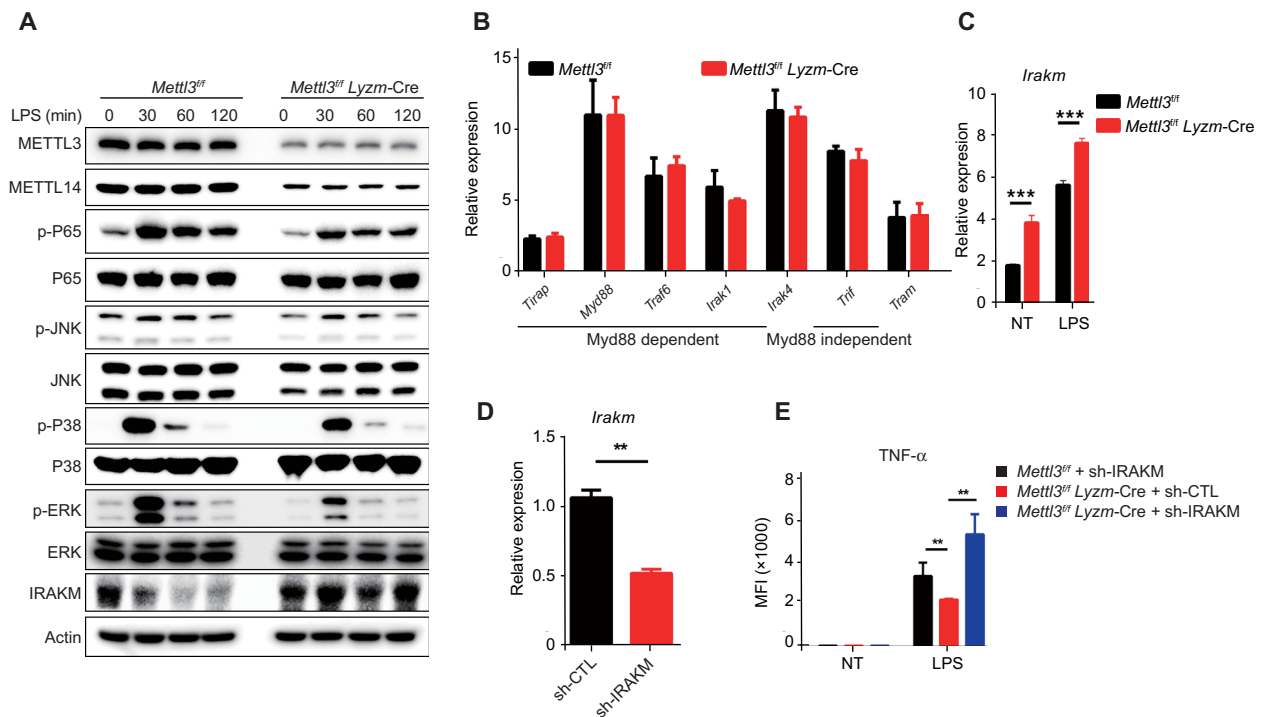 A
Mettl3f/f
Mettl3f/f Lyzm-Cre
LPS (min)
0 30 60 120
0 30 60 120
METTL3
METTL14
p-P65
P65
p-JNK
JNK
p-P38
P38
p-ERK
ERK
IRAKM
Actin
B
Mettl3f/f
Mettl3f/f Lyzm-Cre
Relative expresion
15
10
5
0
Tirap
Myd88
Traf6
Irak1
Irak4
Trif
Tram
Myd88 dependent
Myd88 independent
C
Irakm
Mettl3f/f
Mettl3f/f Lyzm-Cre
Relative expresion
10
8
6
4
2
0
***
***
NT
LPS
D
Irakm
Relative expresion
1.5
1.0
0.5
0
**
sh-CTL
sh-IRAKM
E
TNF-α
Mettl3f/f + sh-IRAKM
Mettl3f/f Lyzm-Cre + sh-CTL
Mettl3f/f Lyzm-Cre + sh-IRAKM
MFI (×1000)
8
6
4
2
0
**
**
NT
LPS